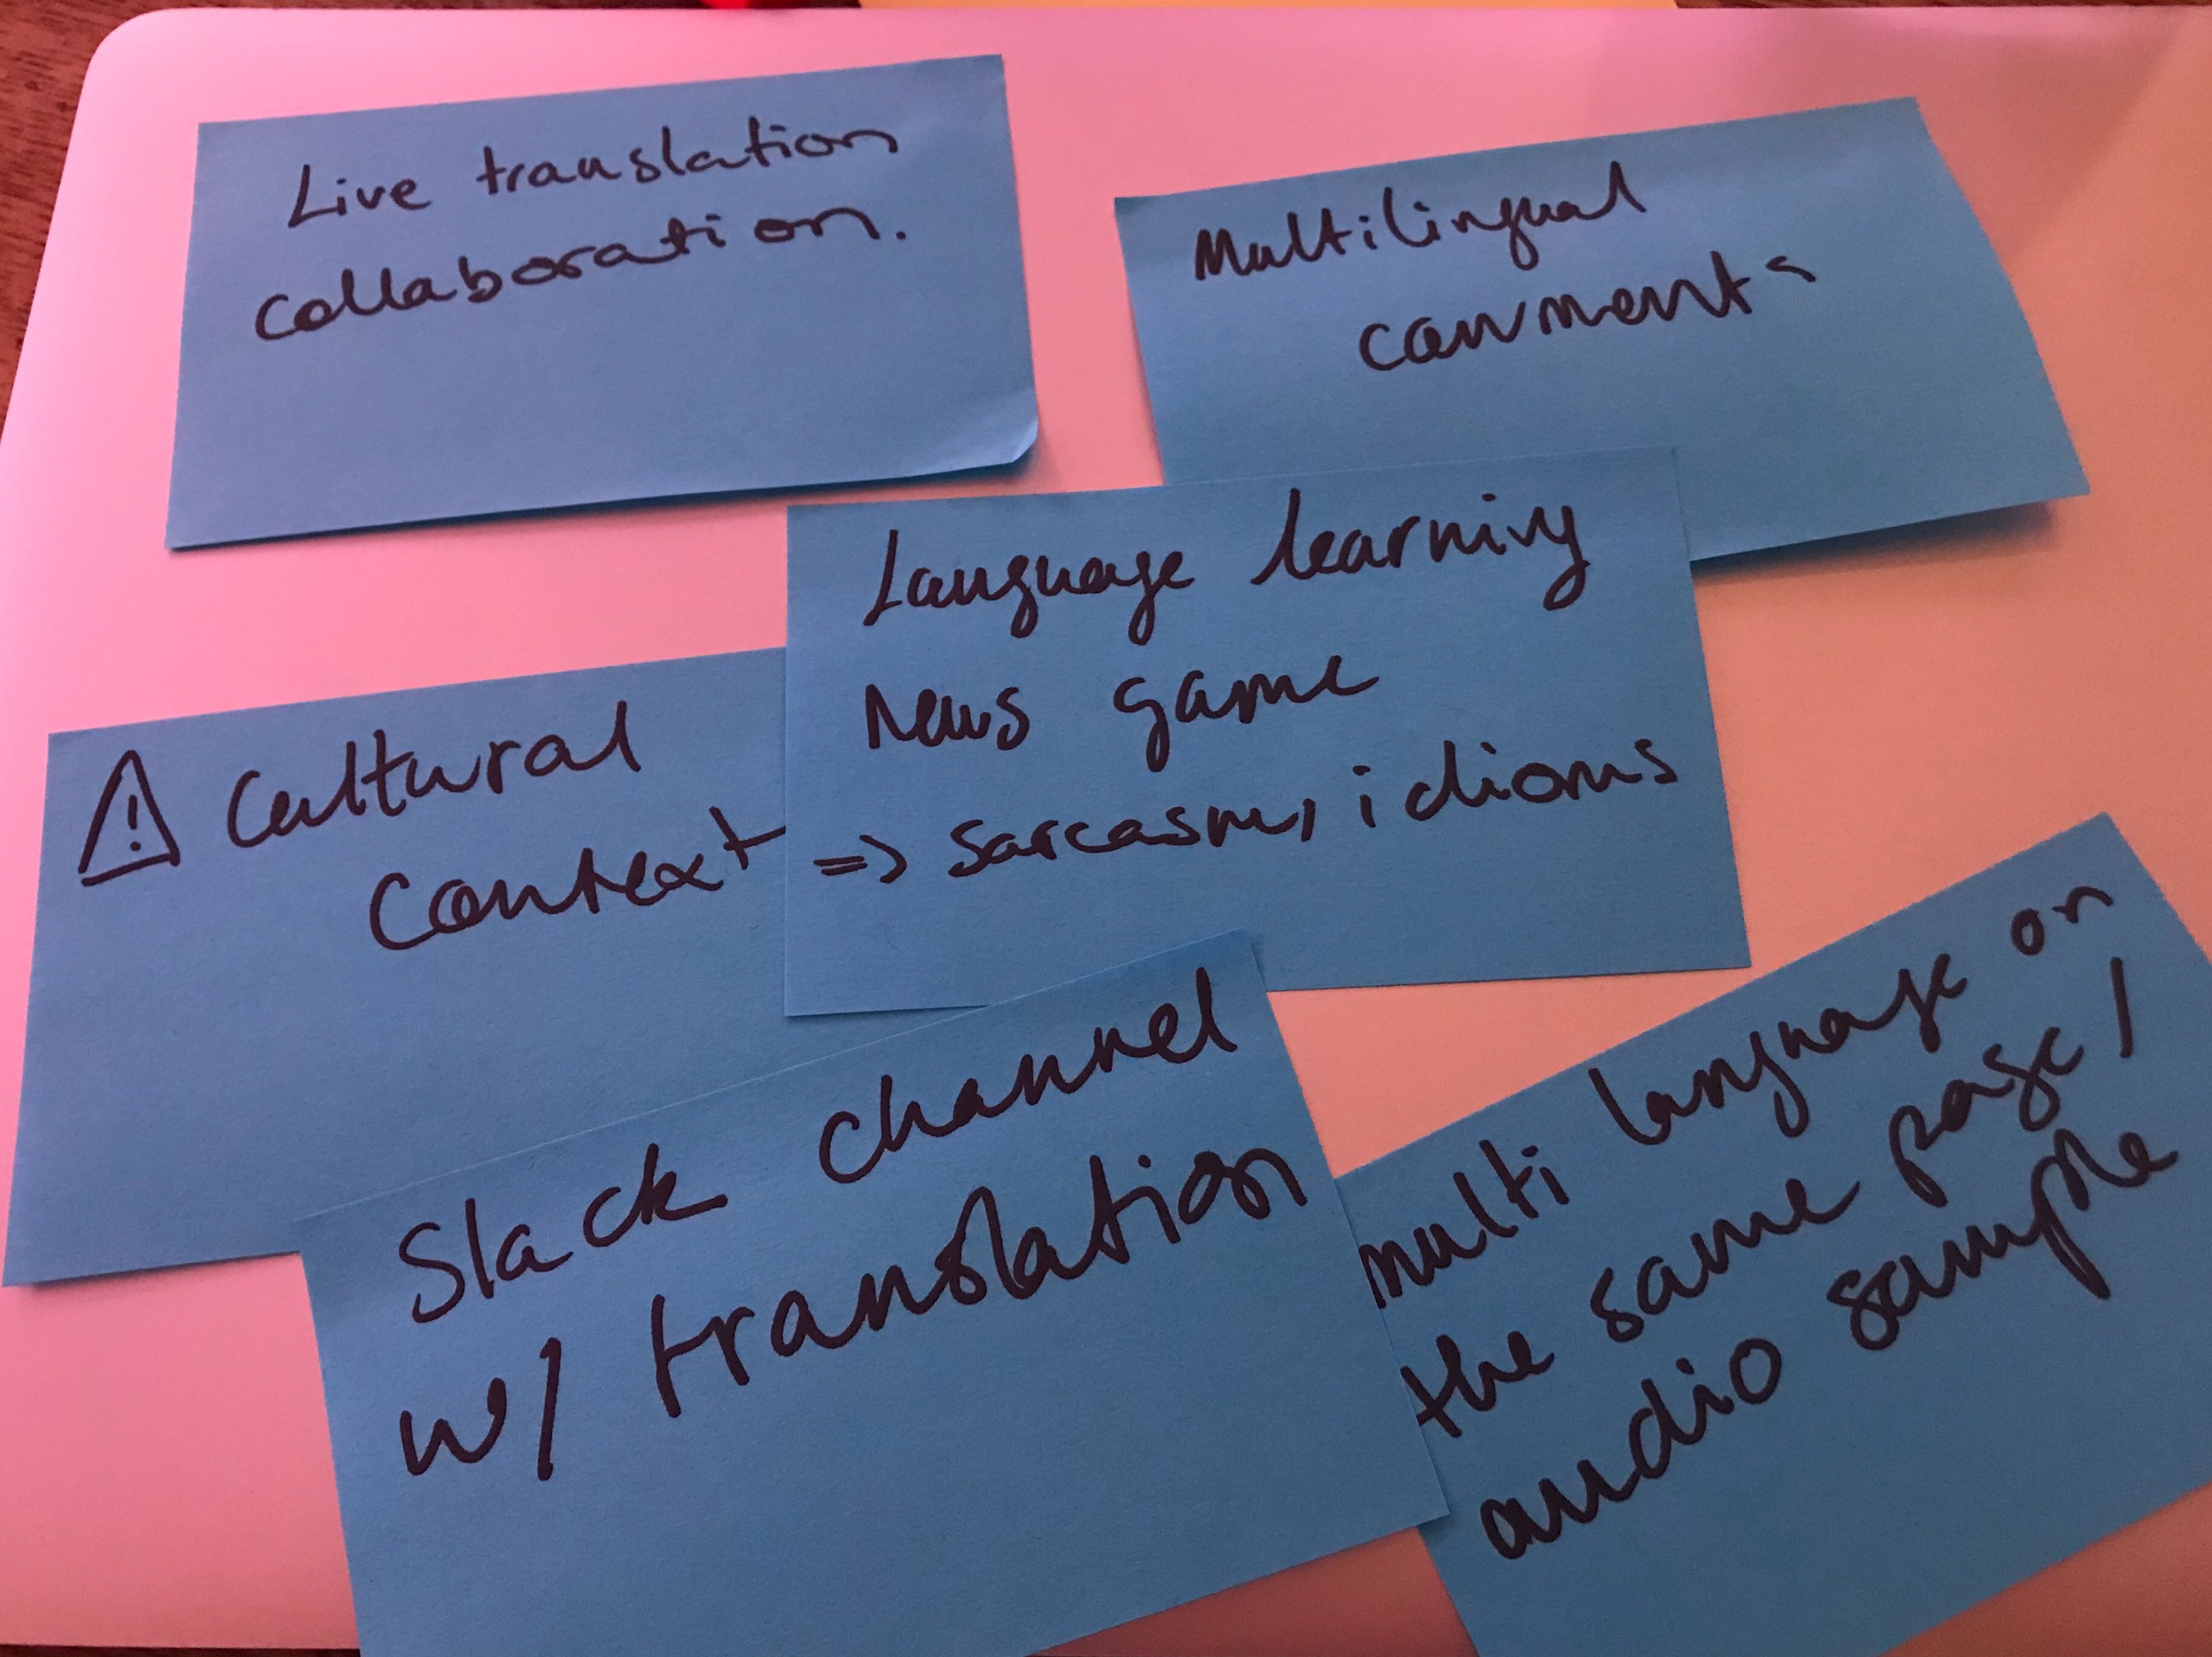 Live translation
collaboration.
Multilingual
comments
Language learning
News game
=> sarcasm, idioms
⚠ Cultural
Context
Slack channel
w/ translation
multi language on
the same page /
audio sample